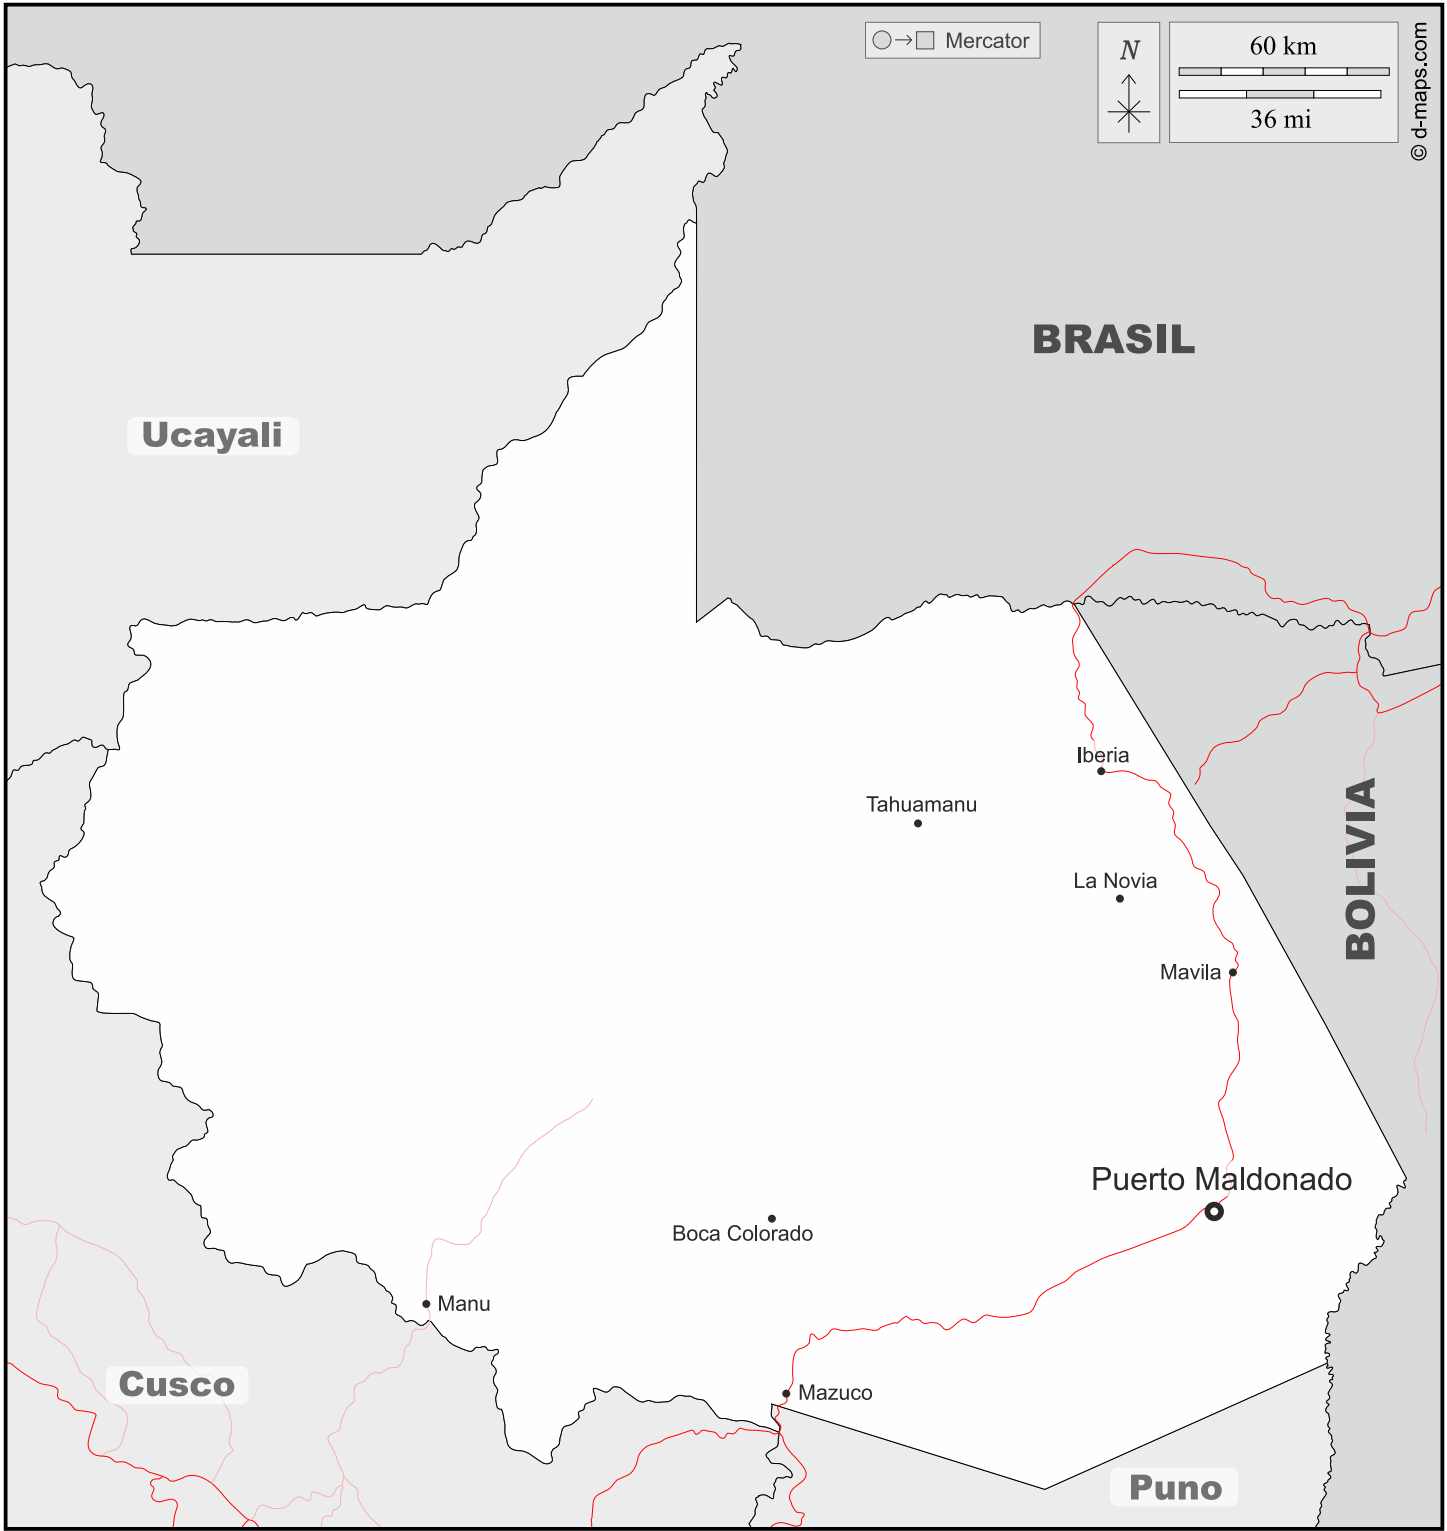 Mercator
N
60 km
36 mi
© d-maps.com
BRASIL
Ucayali
Iberia
Tahuamanu
BOLIVIA
La Novia
Mavila
Puerto Maldonado
Boca Colorado
Manu
Cusco
Mazuco
Puno